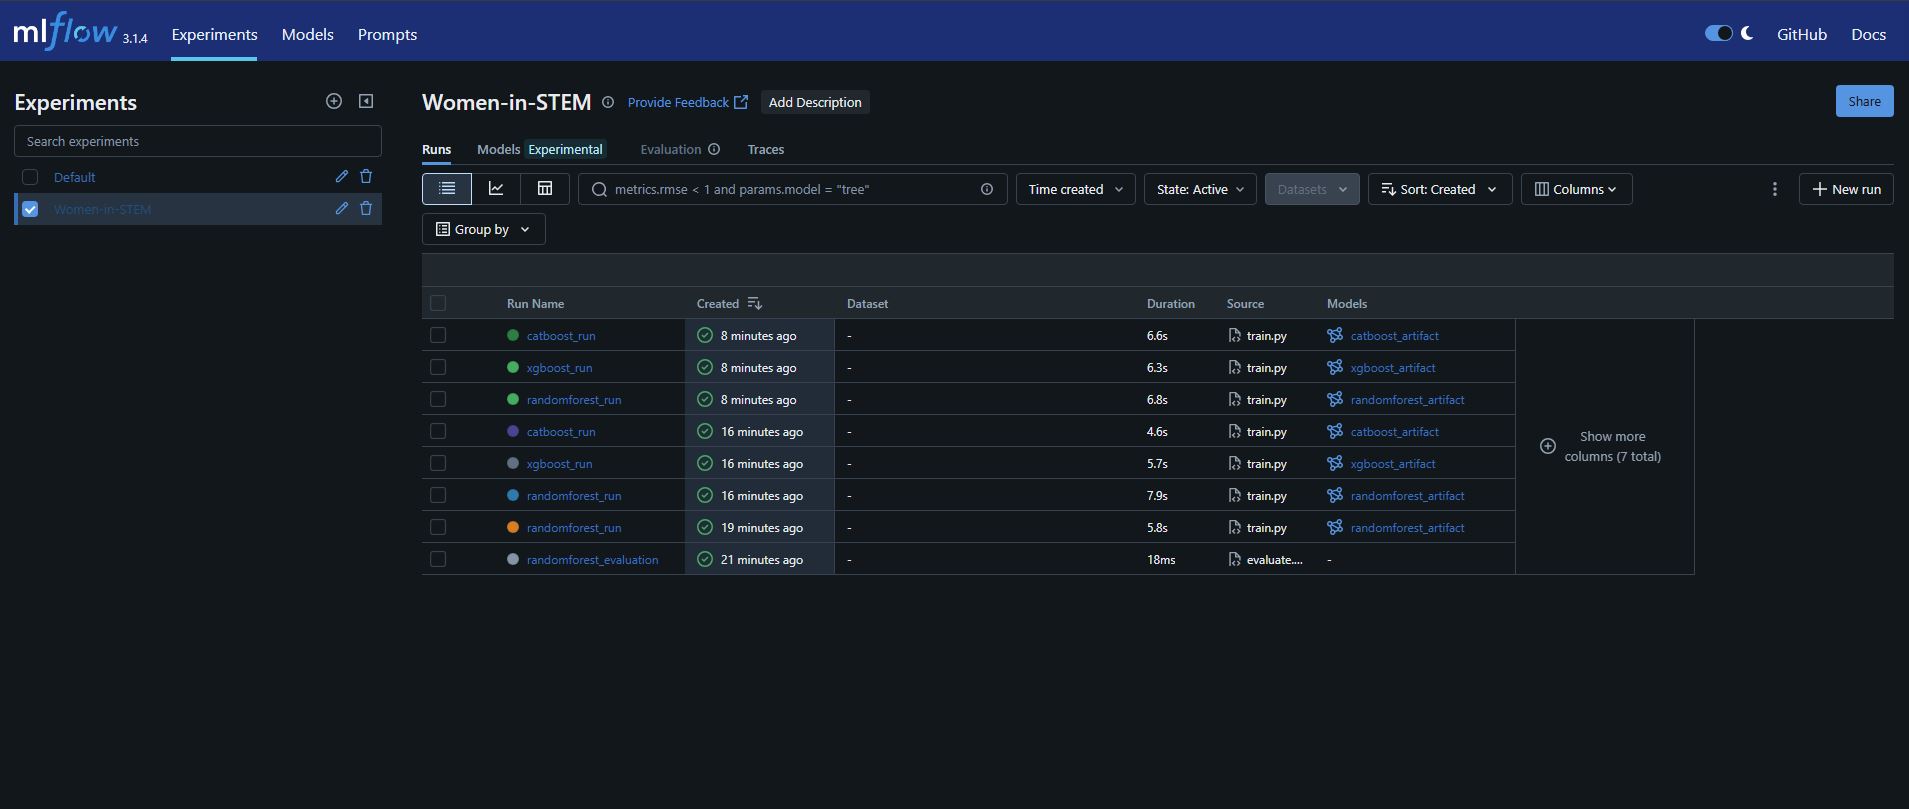 mlflow 3.1.4 Experiments Models Prompts GitHub Docs
Experiments
Search experiments
Default
Women-in-STEM
Women-in-STEM Provide Feedback Add Description Share
Runs Models Experimental Evaluation Traces
metrics.rmse < 1 and params.model = "tree" Time created State: Active Datasets Sort: Created Columns New run
Group by
Run Name Created Dataset Duration Source Models
catboost_run 8 minutes ago - 6.6s train.py catboost_artifact
xgboost_run 8 minutes ago - 6.3s train.py xgboost_artifact
randomforest_run 8 minutes ago - 6.8s train.py randomforest_artifact
catboost_run 16 minutes ago - 4.6s train.py catboost_artifact
xgboost_run 16 minutes ago - 5.7s train.py xgboost_artifact
randomforest_run 16 minutes ago - 7.9s train.py randomforest_artifact
randomforest_run 19 minutes ago - 5.8s train.py randomforest_artifact
randomforest_evaluation 21 minutes ago - 18ms evaluate.... -
Show more
columns (7 total)